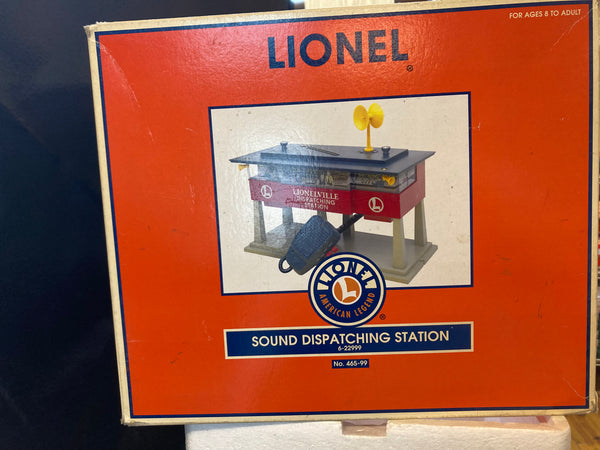 FOR AGES 8 TO ADULT
LIONEL
®
L
LIONELVILLE
DISPATCHING
STATION
L
LIONEL
L
AMERICAN LEGEND
®
SOUND DISPATCHING STATION
6-22999
No. 465-99